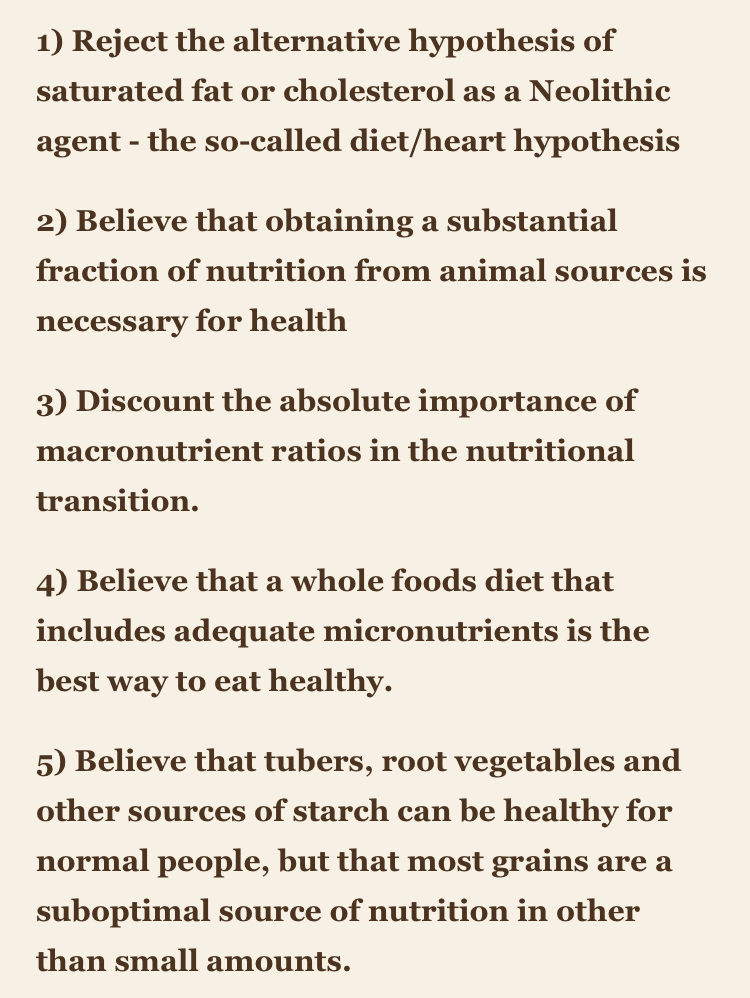 1) Reject the alternative hypothesis of
saturated fat or cholesterol as a Neolithic
agent - the so-called diet/heart hypothesis
2) Believe that obtaining a substantial
fraction of nutrition from animal sources is
necessary for health
3) Discount the absolute importance of
macronutrient ratios in the nutritional
transition.
4) Believe that a whole foods diet that
includes adequate micronutrients is the
best way to eat healthy.
5) Believe that tubers, root vegetables and
other sources of starch can be healthy for
normal people, but that most grains are a
suboptimal source of nutrition in other
than small amounts.